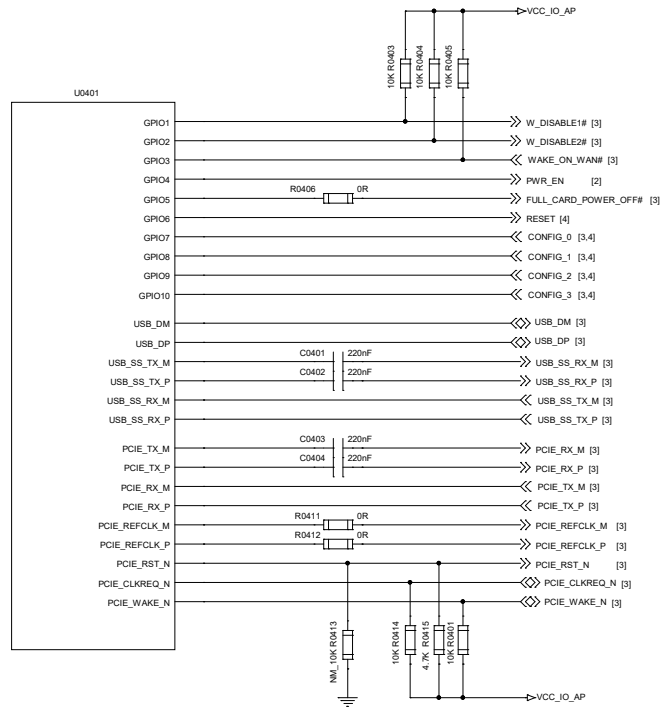 VCC_IO_AP
10K R0403
10K R0404
10K R0405
U0401
GPIO1 W_DISABLE1# [3]
GPIO2 W_DISABLE2# [3]
GPIO3 WAKE_ON_WAN# [3]
GPIO4 PWR_EN [2]
GPIO5 R0406 0R FULL_CARD_POWER_OFF# [3]
GPIO6 RESET [4]
GPIO7 CONFIG_0 [3,4]
GPIO8 CONFIG_1 [3,4]
GPIO9 CONFIG_2 [3,4]
GPIO10 CONFIG_3 [3,4]
USB_DM USB_DM [3]
USB_DP USB_DP [3]
USB_SS_TX_M C0401 220nF USB_SS_RX_M [3]
USB_SS_TX_P C0402 220nF USB_SS_RX_P [3]
USB_SS_RX_M USB_SS_TX_M [3]
USB_SS_RX_P USB_SS_TX_P [3]
PCIE_TX_M C0403 220nF PCIE_RX_M [3]
PCIE_TX_P C0404 220nF PCIE_RX_P [3]
PCIE_RX_M PCIE_TX_M [3]
PCIE_RX_P PCIE_TX_P [3]
PCIE_REFCLK_M R0411 0R PCIE_REFCLK_M [3]
PCIE_REFCLK_P R0412 0R PCIE_REFCLK_P [3]
PCIE_RST_N PCIE_RST_N [3]
PCIE_CLKREQ_N PCIE_CLKREQ_N [3]
PCIE_WAKE_N PCIE_WAKE_N [3]
NM_10K R0413
10K R0414
4.7K R0415
10K R0401
VCC_IO_AP